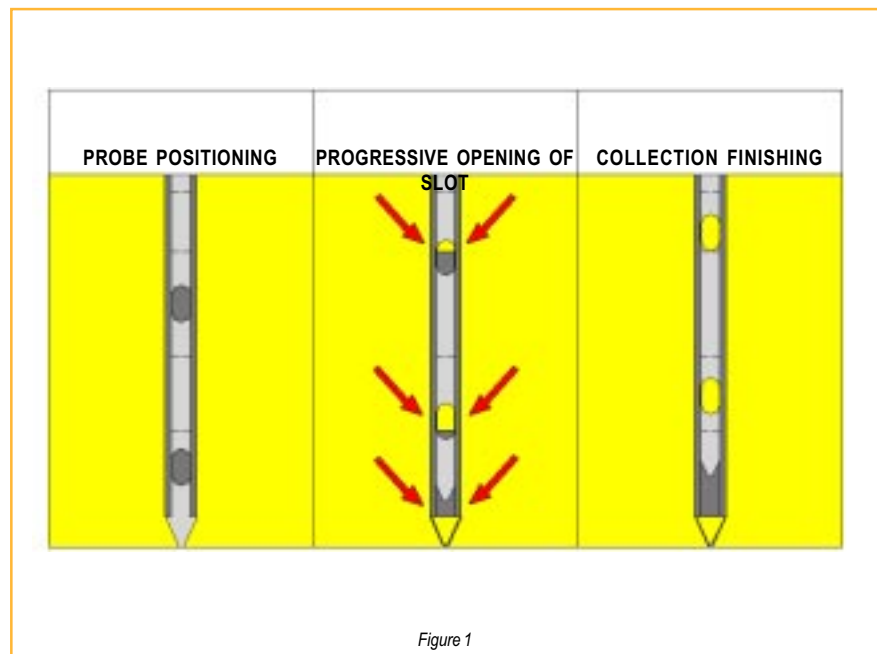 PROBE POSITIONING
PROGRESSIVE OPENING OF
SLOT
COLLECTION FINISHING
Figure 1